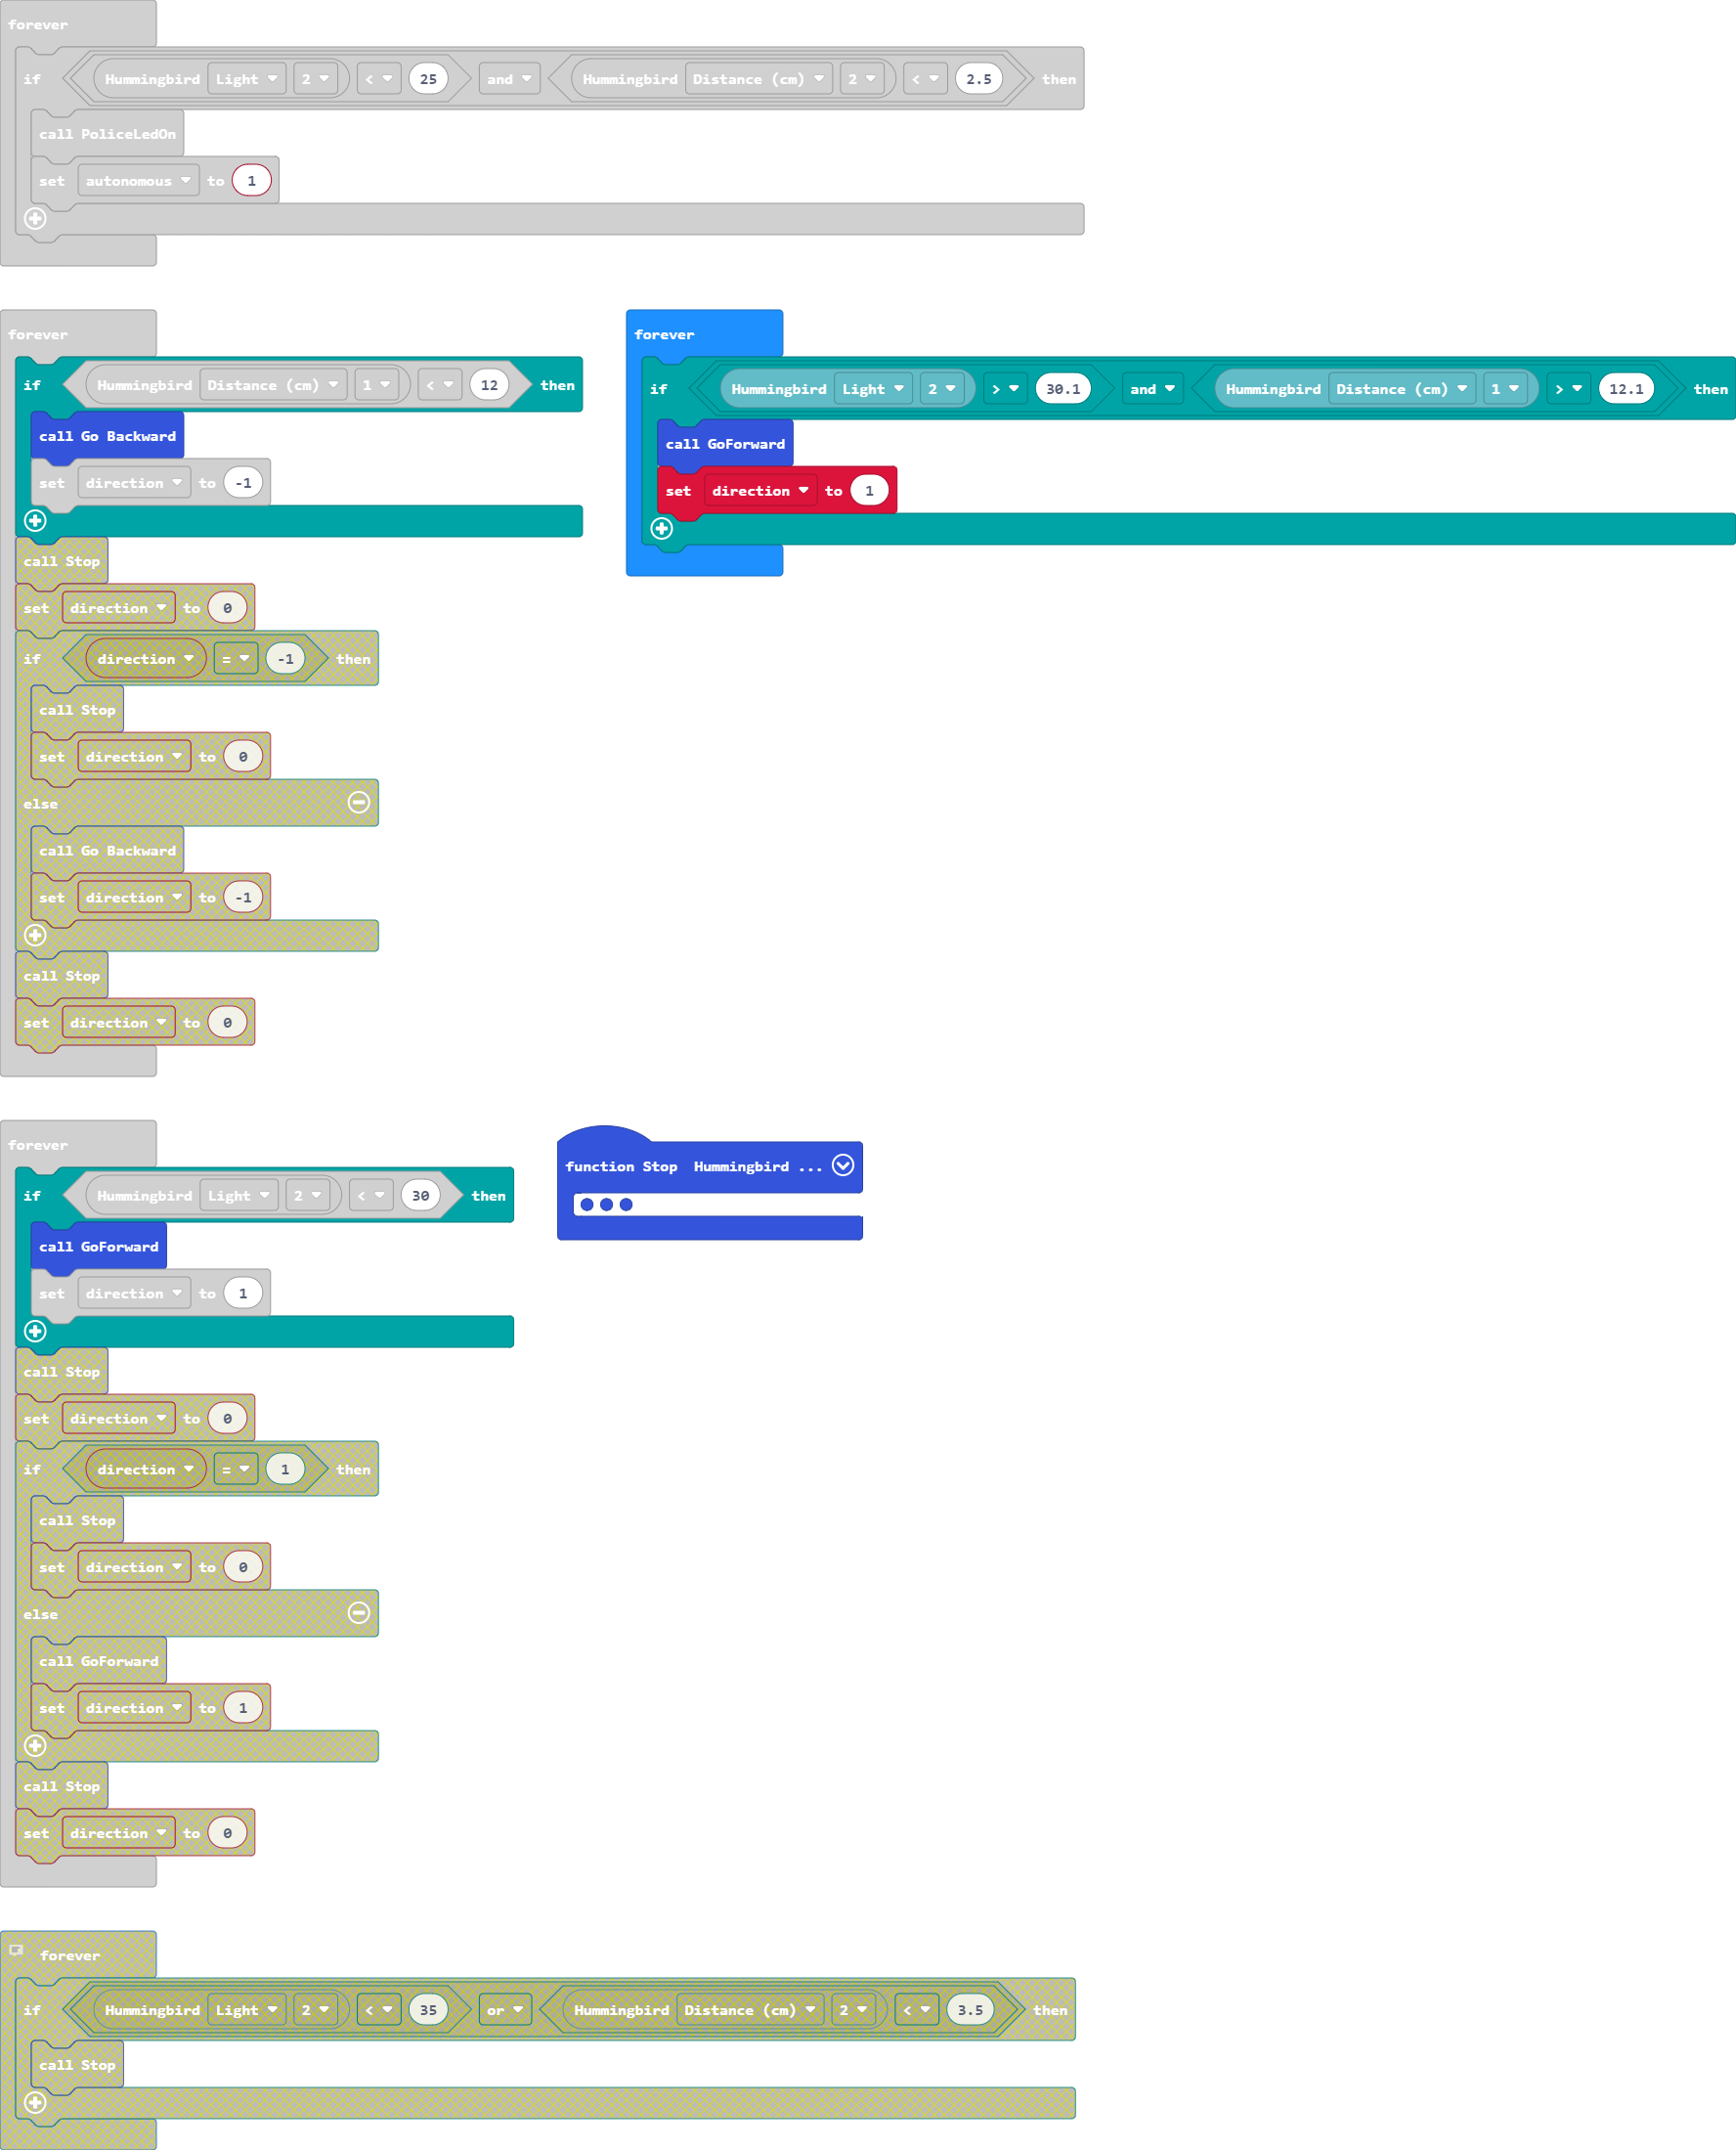 forever
if Hummingbird Light 2 < 25 and Hummingbird Distance (cm) 2 < 2.5 then
call PoliceLedOn
set autonomous to 1
forever
if Hummingbird Distance (cm) 1 < 12 then
call Go Backward
set direction to -1
call Stop
set direction to 0
if direction = -1 then
call Stop
set direction to 0
else
call Go Backward
set direction to -1
call Stop
set direction to 0
forever
if Hummingbird Light 2 > 30.1 and Hummingbird Distance (cm) 1 > 12.1 then
call GoForward
set direction to 1
forever
if Hummingbird Light 2 < 30 then
call GoForward
set direction to 1
call Stop
set direction to 0
if direction = 1 then
call Stop
set direction to 0
else
call GoForward
set direction to 1
call Stop
set direction to 0
function Stop Hummingbird ...
forever
if Hummingbird Light 2 < 35 or Hummingbird Distance (cm) 2 < 3.5 then
call Stop